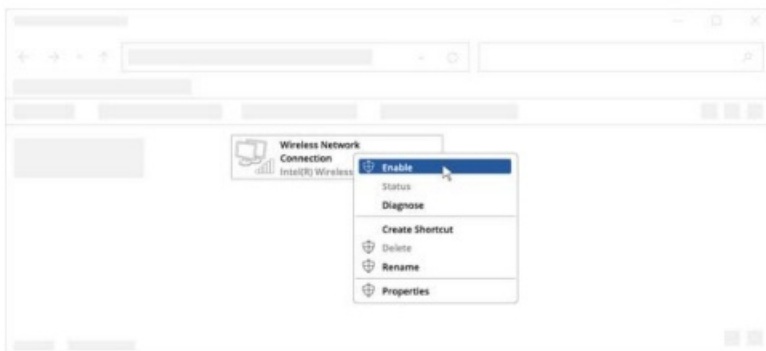 Wireless Network
Connection
Intel(R) Wireless
Enable
Status
Diagnose
Create Shortcut
Delete
Rename
Properties